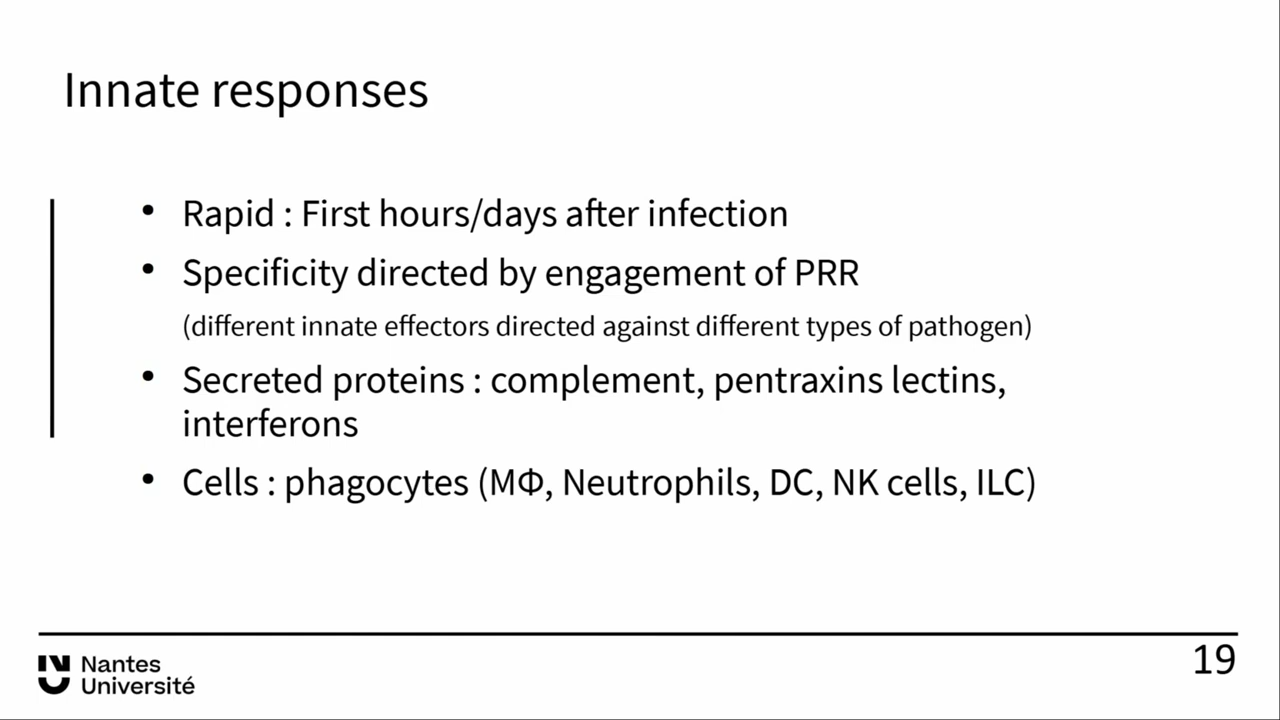 Innate responses
• Rapid : First hours/days after infection
• Specificity directed by engagement of PRR
(different innate effectors directed against different types of pathogen)
• Secreted proteins : complement, pentraxins lectins,
interferons
• Cells : phagocytes (MΦ, Neutrophils, DC, NK cells, ILC)
19
Nantes
Université